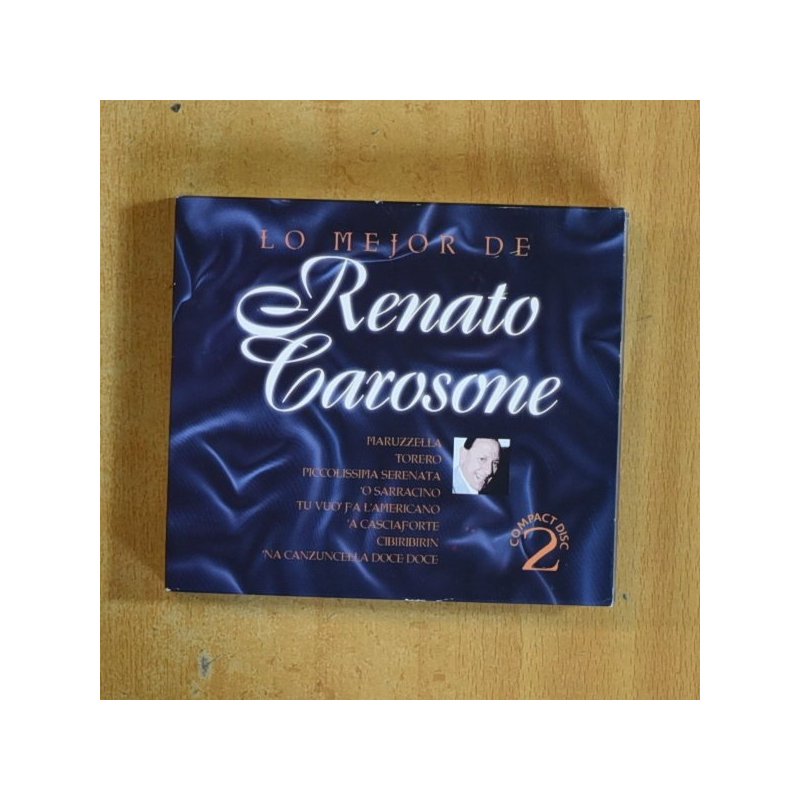 LO MEJOR DE
Renato
Carosone
MARUZZELLA
TORERO
PICCOLISSIMA SERENATA
'O SARRACINO
TU VUO' F'A L'AMERICANO
'A CASCIAFORTE
CIBIRIBIRIN
'NA CANZUNCELLA DOCE DOCE
COMPACT DISC
2